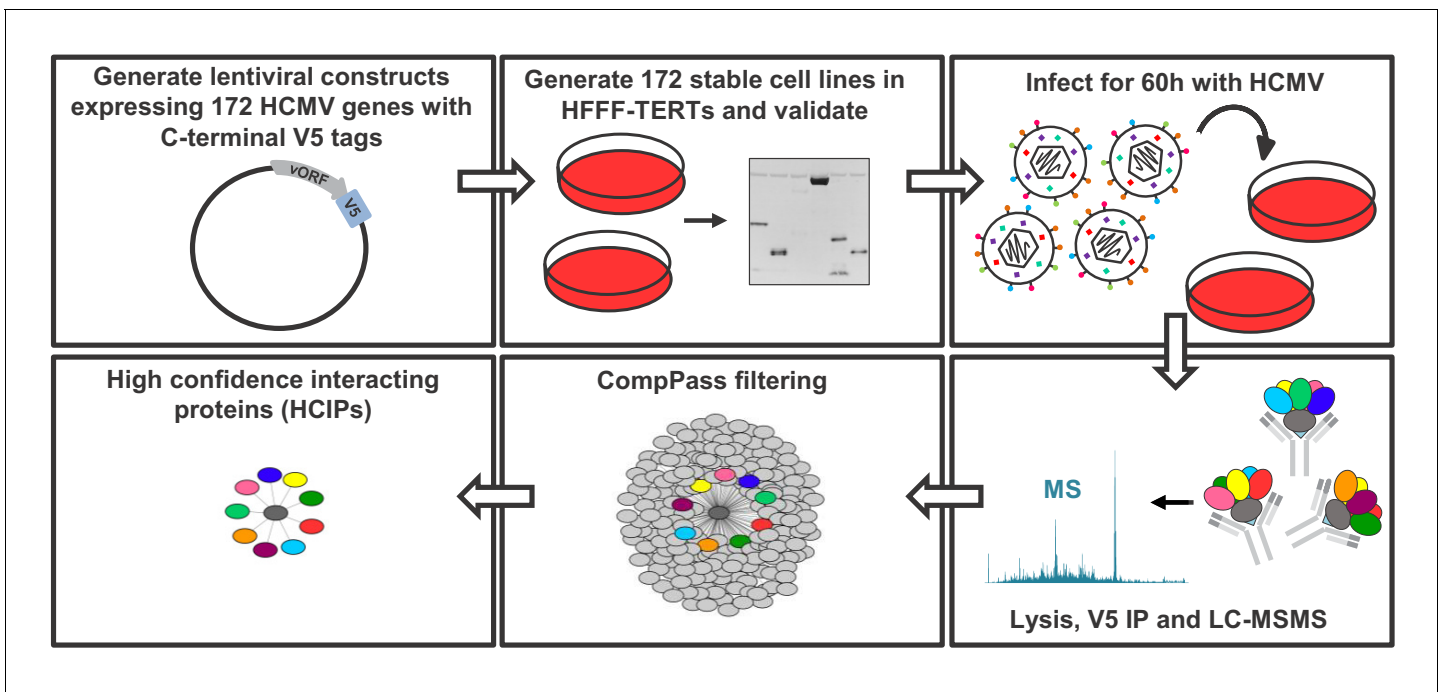 Generate lentiviral constructs
expressing 172 HCMV genes with
C-terminal V5 tags
vORF
V5
Generate 172 stable cell lines in
HFFF-TERTs and validate
Infect for 60h with HCMV
High confidence interacting
proteins (HCIPs)
CompPass filtering
MS
Lysis, V5 IP and LC-MSMS